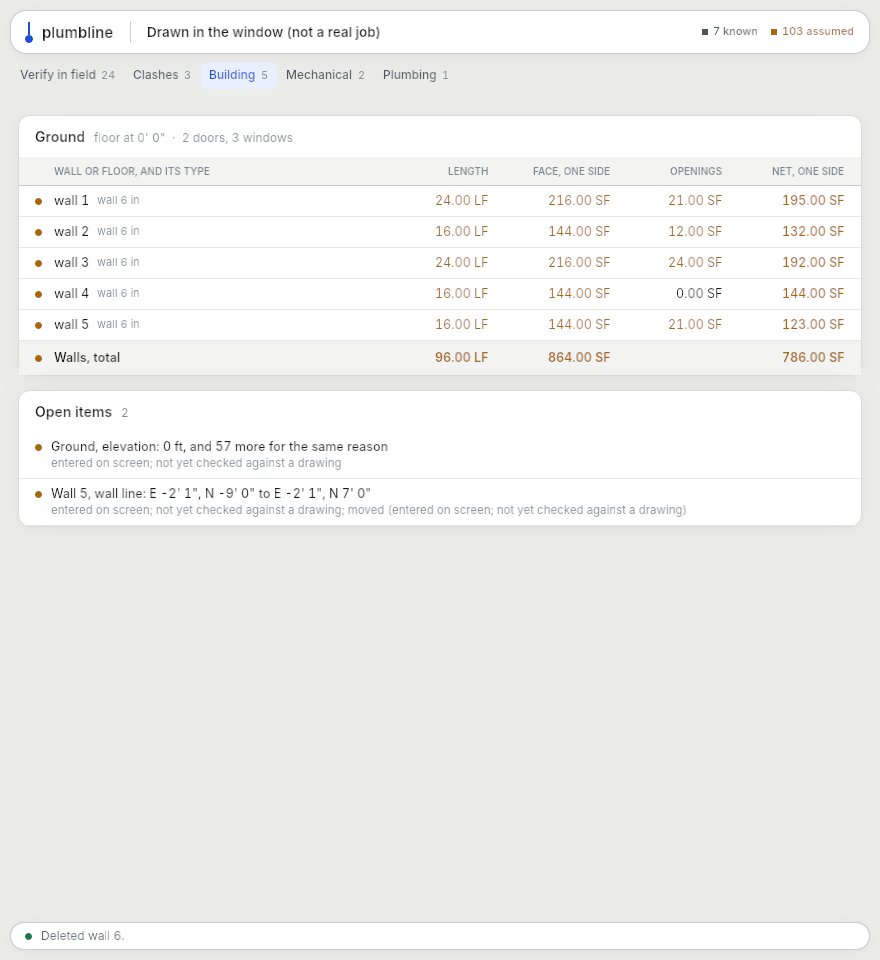 plumbline Drawn in the window (not a real job) 7 known 103 assumed
Verify in field 24 Clashes 3 Building 5 Mechanical 2 Plumbing 1
Ground floor at 0' 0" · 2 doors, 3 windows
WALL OR FLOOR, AND ITS TYPE LENGTH FACE, ONE SIDE OPENINGS NET, ONE SIDE
wall 1 wall 6 in 24.00 LF 216.00 SF 21.00 SF 195.00 SF
wall 2 wall 6 in 16.00 LF 144.00 SF 12.00 SF 132.00 SF
wall 3 wall 6 in 24.00 LF 216.00 SF 24.00 SF 192.00 SF
wall 4 wall 6 in 16.00 LF 144.00 SF 0.00 SF 144.00 SF
wall 5 wall 6 in 16.00 LF 144.00 SF 21.00 SF 123.00 SF
Walls, total 96.00 LF 864.00 SF 786.00 SF
Open items 2
Ground, elevation: 0 ft, and 57 more for the same reason
entered on screen; not yet checked against a drawing
Wall 5, wall line: E -2' 1", N -9' 0" to E -2' 1", N 7' 0"
entered on screen; not yet checked against a drawing; moved (entered on screen; not yet checked against a drawing)
Deleted wall 6.